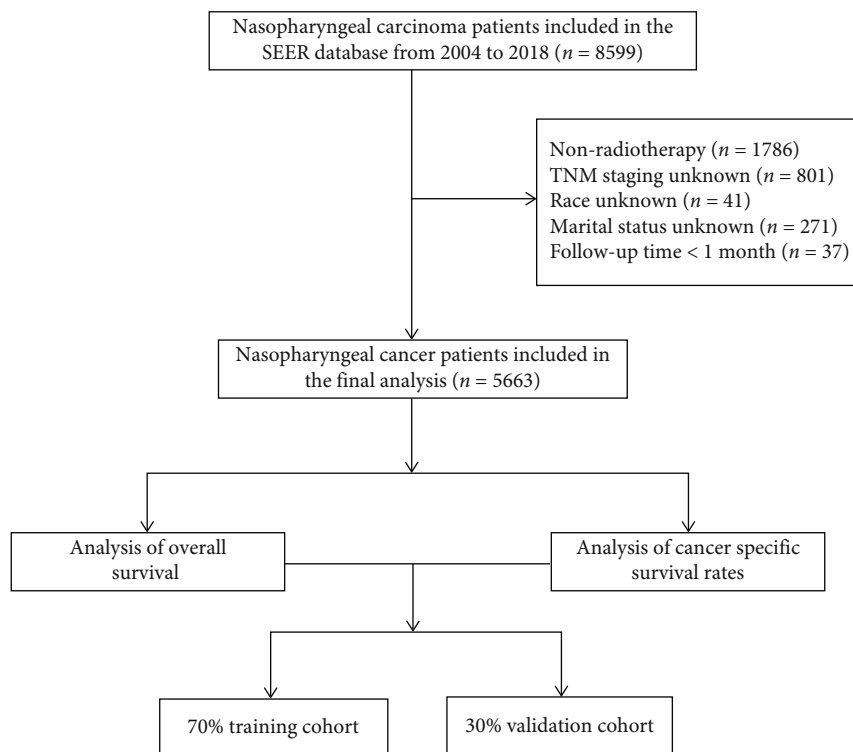 Nasopharyngeal carcinoma patients included in the
SEER database from 2004 to 2018 (n = 8599)
Non-radiotherapy (n = 1786)
TNM staging unknown (n = 801)
Race unknown (n = 41)
Marital status unknown (n = 271)
Follow-up time < 1 month (n = 37)
Nasopharyngeal cancer patients included in
the final analysis (n = 5663)
Analysis of overall
survival
Analysis of cancer specific
survival rates
70% training cohort
30% validation cohort